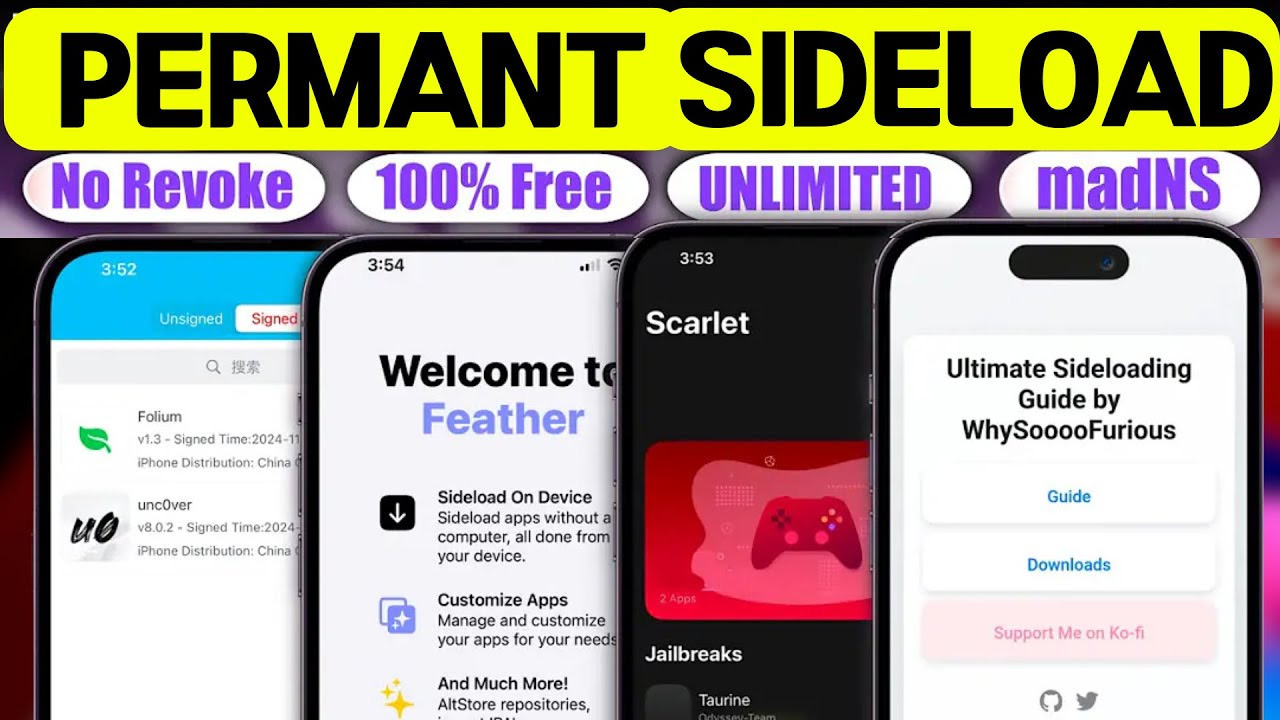 PERMANT SIDELOAD
No Revoke
100% Free
UNLIMITED
madNS
3:52
Unsigned
Signed
搜索
Folium
v1.3 - Signed Time:2024-11
iPhone Distribution: China
unc0ver
v8.0.2 - Signed Time:2024-
iPhone Distribution: China
u0
3:54
Welcome to
Feather
Sideload On Device
Sideload apps without a
computer, all done from
your device.
Customize Apps
Manage and customize
your apps for your needs
And Much More!
AltStore repositories,
3:53
Scarlet
2 Apps
Jailbreaks
Taurine
Odyssey-Team
Ultimate Sideloading
Guide by
WhySooooFurious
Guide
Downloads
Support Me on Ko-fi